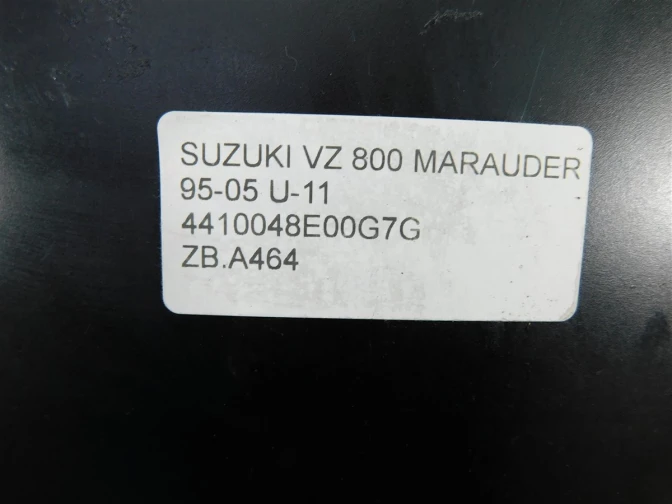 SUZUKI VZ 800 MARAUDER
95-05 U-11
4410048E00G7G
ZB.A464